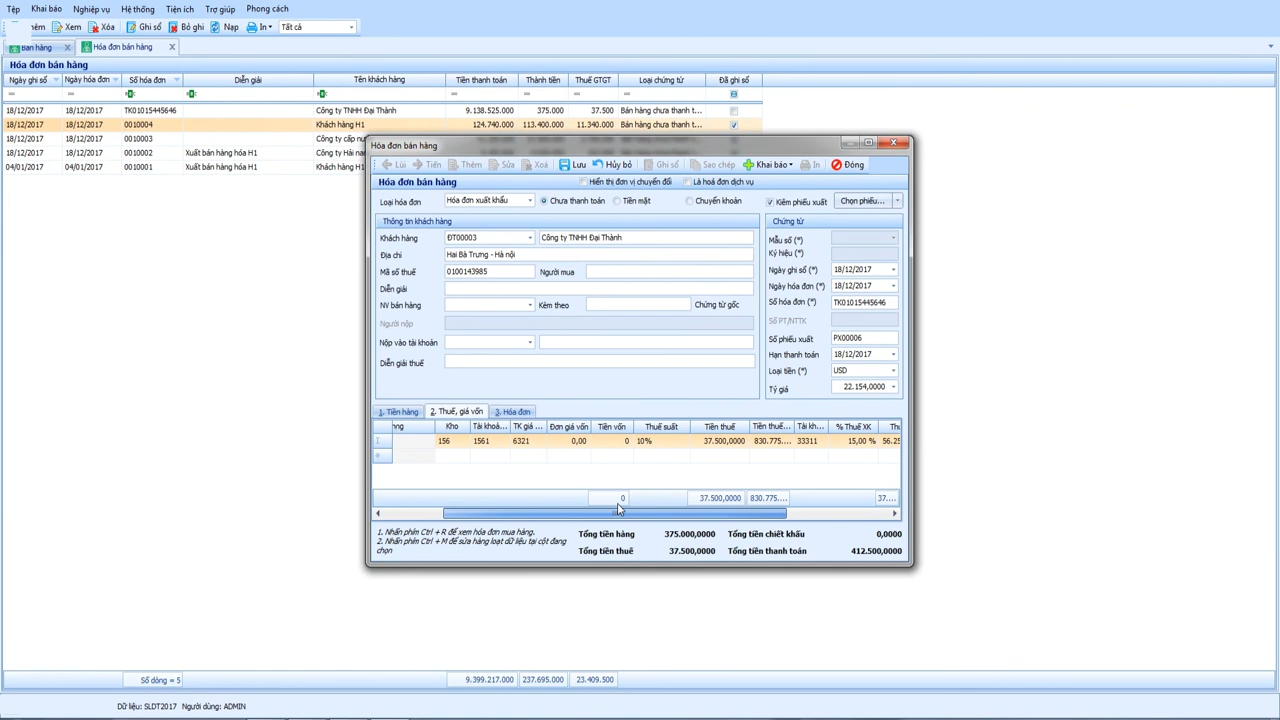 Tệp Khai báo Nghiệp vụ Hệ thống Tiện ích Trợ giúp Phong cách
Xem Xóa Ghi sổ Bỏ ghi Nạp In Tất cả
Bán hàng Hóa đơn bán hàng
Hóa đơn bán hàng
Ngày ghi sổ Ngày hóa đơn Số hóa đơn Diễn giải Tên khách hàng Tiền thanh toán Thành tiền Thuế GTGT Loại chứng từ Đã ghi sổ
18/12/2017 18/12/2017 TK01015445646 Công ty TNHH Đại Thành 9.138.525.000 375.000 37.500 Bán hàng chưa thanh t...
18/12/2017 18/12/2017 0010004 Khách hàng H1 124.740.000 113.400.000 11.340.000 Bán hàng chưa thanh t...
18/12/2017 18/12/2017 0010003 Công ty cấp nư
18/12/2017 18/12/2017 0010002 Xuất bán hàng hóa H1 Công ty Hải na
04/01/2017 04/01/2017 0010001 Xuất bán hàng hóa H1 Khách hàng H1
Hóa đơn bán hàng
Lùi Tiến Thêm Sửa Xoá Lưu Hủy bỏ Ghi sổ Sao chép Khai báo In Đóng
Hóa đơn bán hàng Hiển thị đơn vị chuyển đổi Là hoá đơn dịch vụ
Loại hóa đơn Hóa đơn xuất khẩu Chưa thanh toán Tiền mặt Chuyển khoản Kiêm phiếu xuất Chọn phiếu...
Thông tin khách hàng Chứng từ
Khách hàng ĐT00003 Công ty TNHH Đại Thành Mẫu số (*)
Địa chỉ Hai Bà Trưng - Hà nội Ký hiệu (*)
Mã số thuế 0100143985 Người mua Ngày ghi sổ (*) 18/12/2017
Diễn giải Ngày hóa đơn (*) 18/12/2017
NV bán hàng Kèm theo Chứng từ gốc Số hóa đơn (*) TK01015445646
Người nộp Số PT/NTTK
Nộp vào tài khoản Số phiếu xuất PX00006
Hạn thanh toán 18/12/2017
Diễn giải thuế Loại tiền (*) USD
Tỷ giá 22.154,0000
1. Tiền hàng 2. Thuế, giá vốn 3. Hóa đơn
Kho Tài khoả... TK giá ... Đơn giá vốn Tiền vốn Thuế suất Tiền thuế Tiền thuế... Tài kh... % Thuế XK Thu
156 1561 6321 0,00 0 10% 37.500,0000 830.775.... 33311 15,00 % 56.25
0 37.500,0000 830.775.... 37....
1. Nhấn phím Ctrl + R để xem hóa đơn mua hàng. Tổng tiền hàng 375.000,0000 Tổng tiền chiết khấu 0,0000
2. Nhấn phím Ctrl + M để sửa hàng loạt dữ liệu tại cột đang
chọn Tổng tiền thuế 37.500,0000 Tổng tiền thanh toán 412.500,0000
Số dòng = 5 9.399.217.000 237.695.000 23.409.500
Dữ liệu: SLDT2017 Người dùng: ADMIN